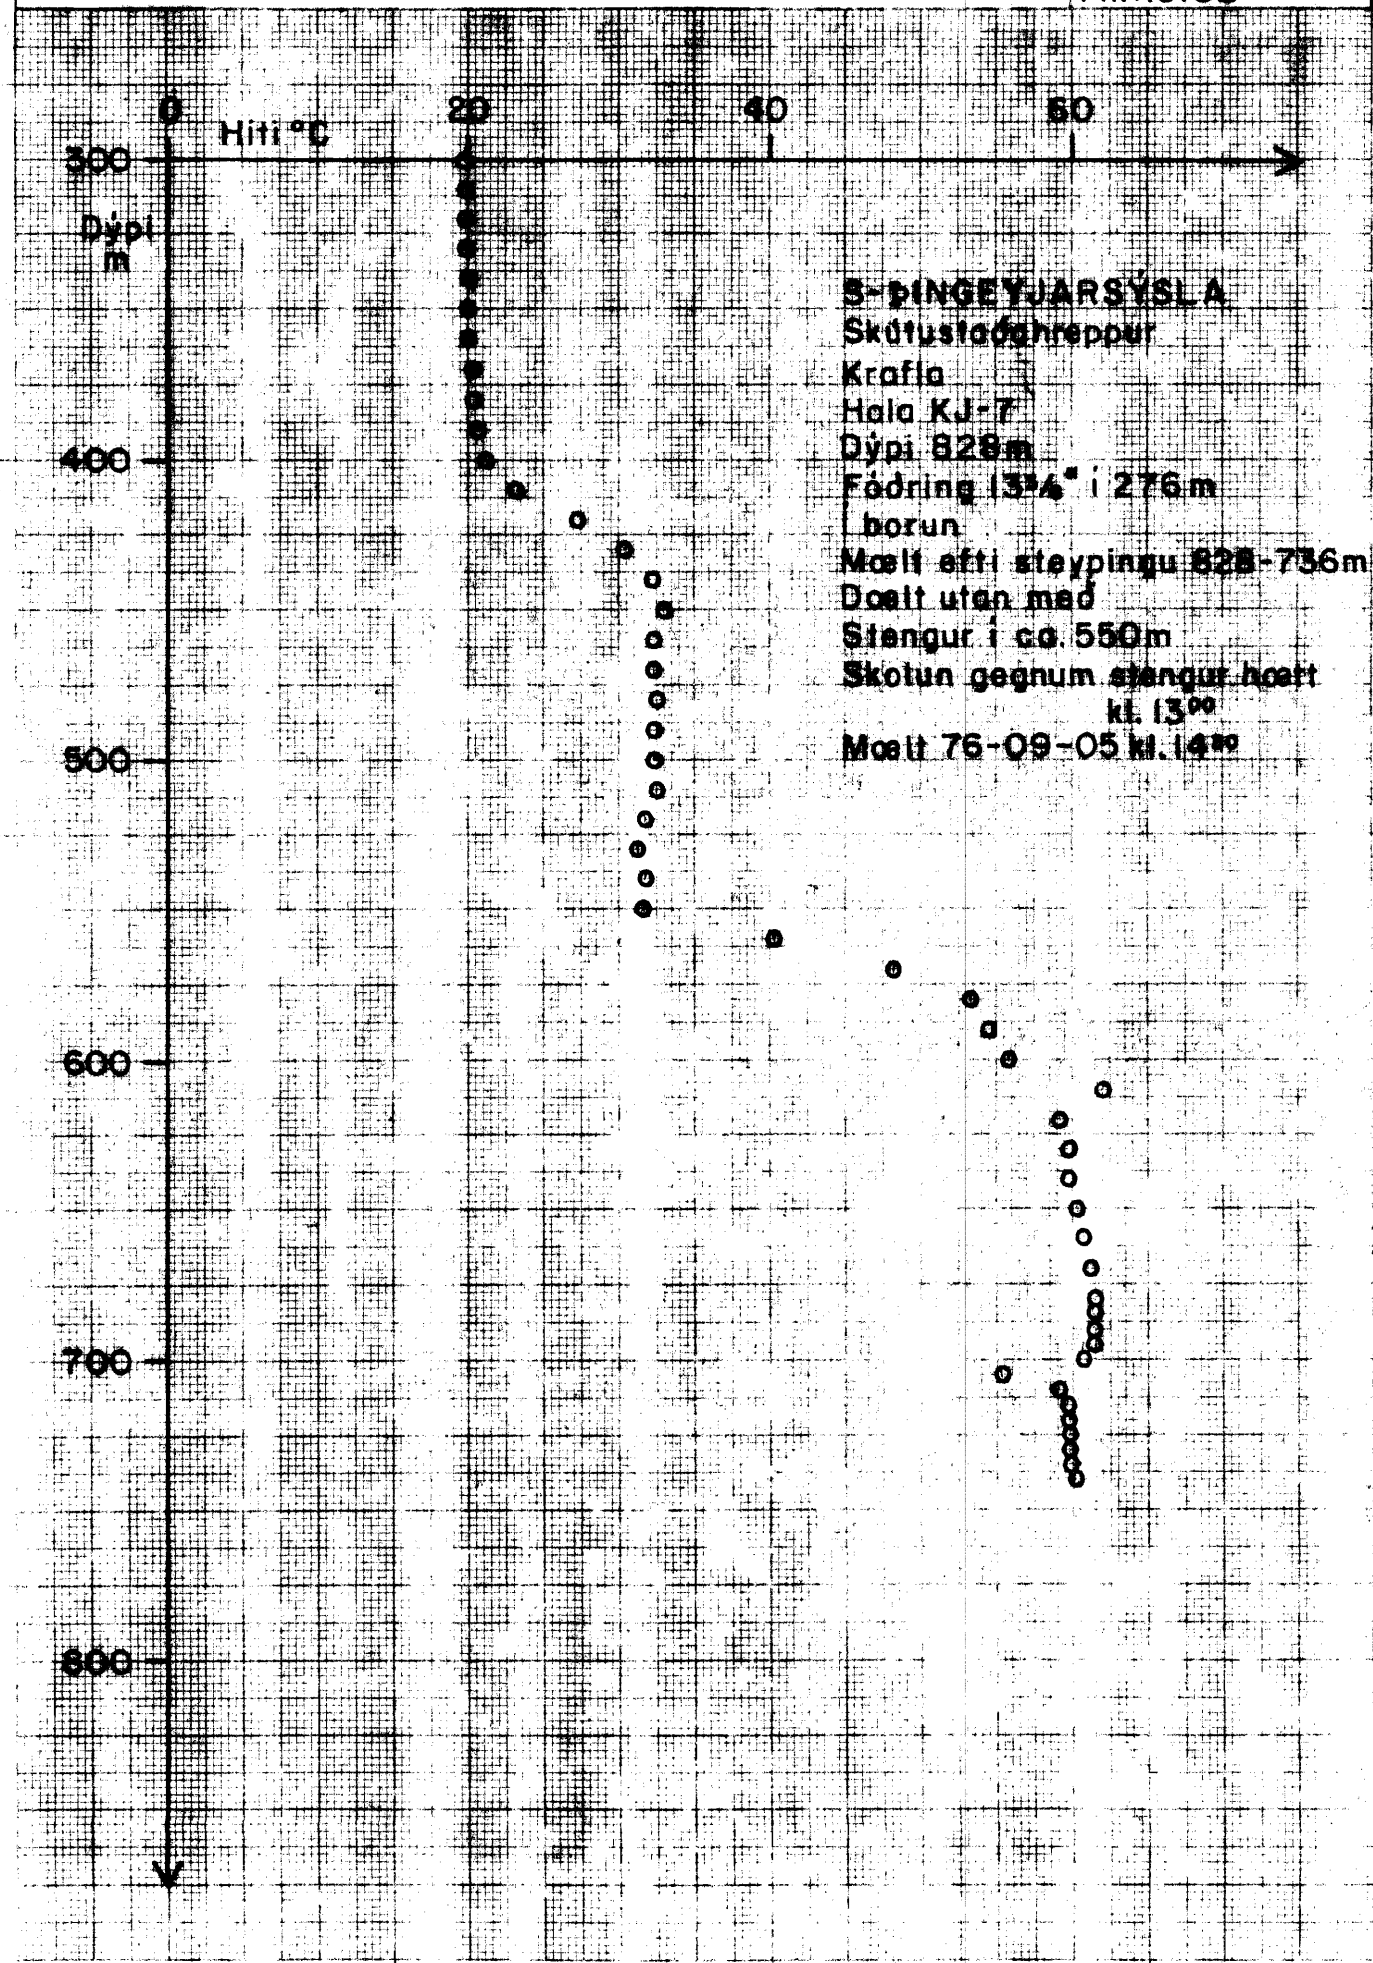 0
20
40
60
Hiti °C
300
Dýpi
m
400
500
600
700
800
S-ÞINGEYJARSÝSLA
Skútustaðahreppur
Krafla
Hola KJ-7
Dýpi 828m
Fóðring 13⅜" í 276m
Í borun
Mælt efti steypingu 828-736m
Dælt utan með
Stengur í ca. 550m
Skolun gegnum stengur hætt
kl. 13⁰⁰
Mælt 76-09-05 kl. 14